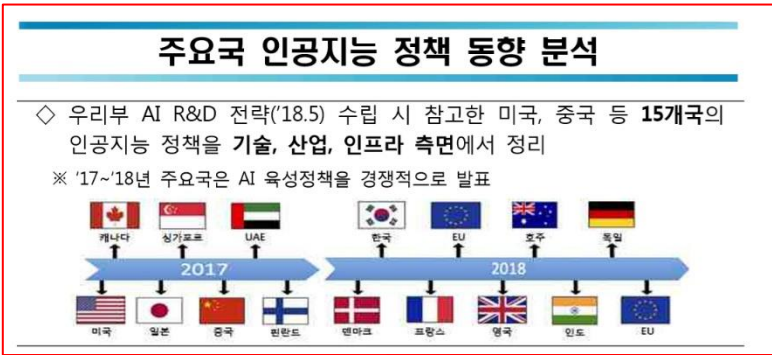 주요국 인공지능 정책 동향 분석
◇ 우리부 AI R&D 전략('18.5) 수립 시 참고한 미국, 중국 등 15개국의
인공지능 정책을 기술, 산업, 인프라 측면에서 정리
※ '17~'18년 주요국은 AI 육성정책을 경쟁적으로 발표
캐나다 싱가포르 UAE 한국 EU 호주 독일
2017 2018
미국 일본 중국 핀란드 덴마크 프랑스 영국 인도 EU